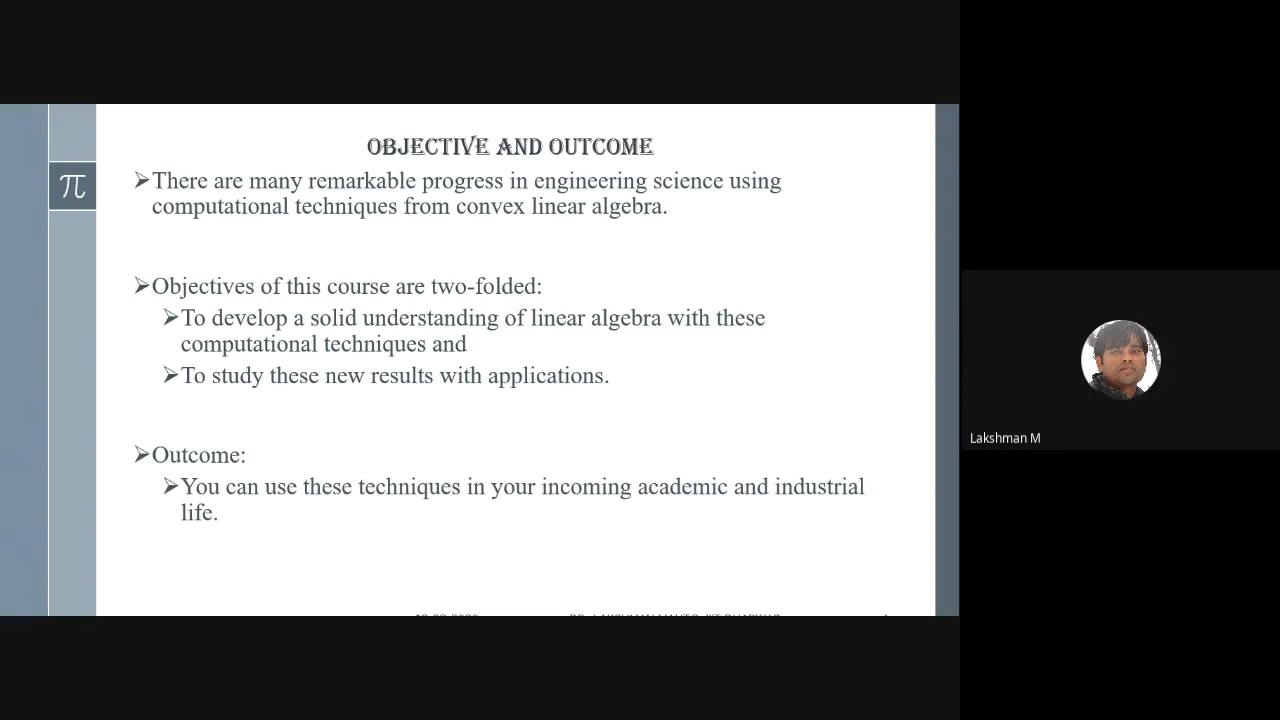 OBJECTIVE AND OUTCOME
➢There are many remarkable progress in engineering science using
computational techniques from convex linear algebra.
π
➢Objectives of this course are two-folded:
➢To develop a solid understanding of linear algebra with these
computational techniques and
➢To study these new results with applications.
➢Outcome:
➢You can use these techniques in your incoming academic and industrial
life.
Lakshman M